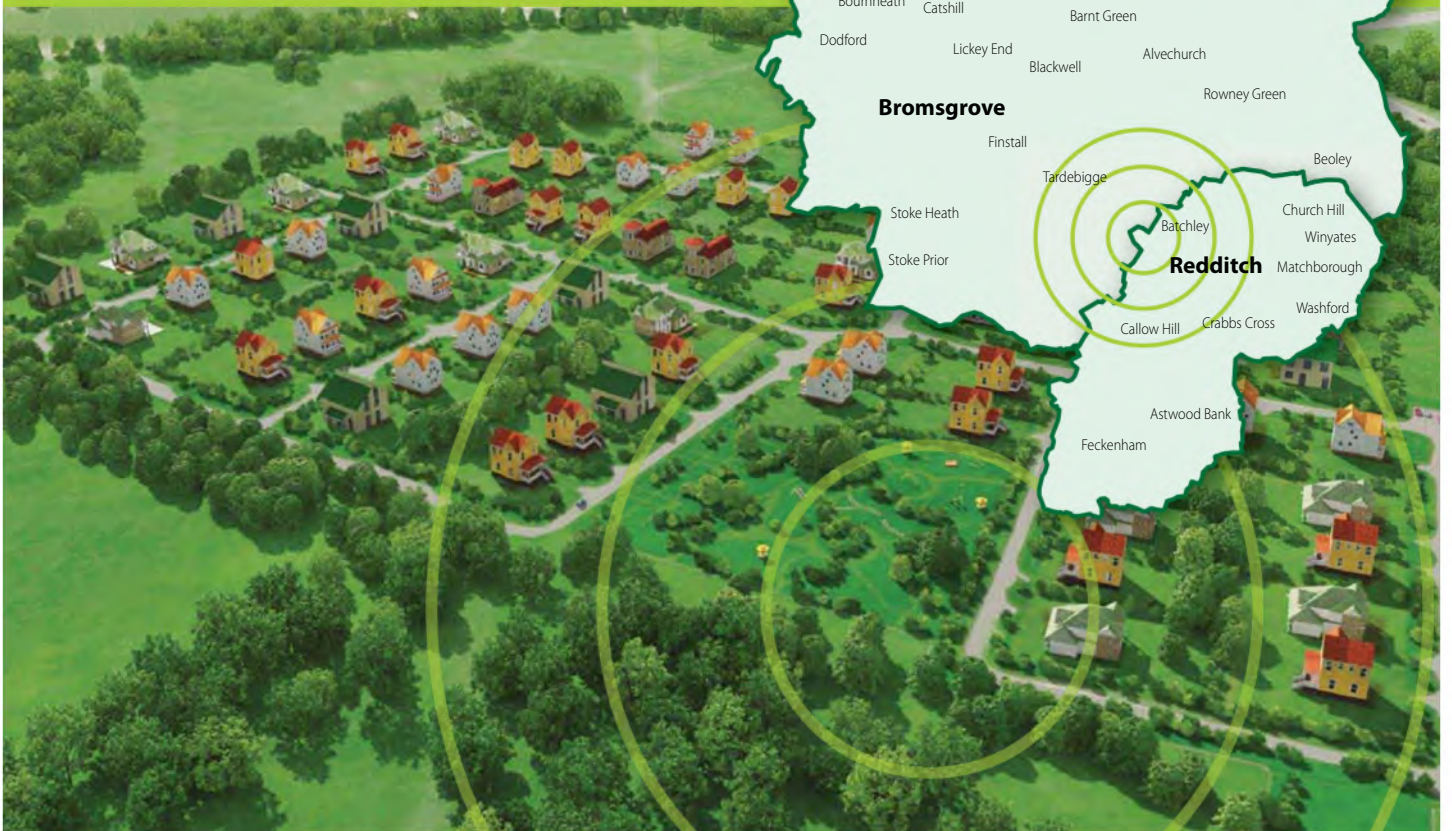 Bournheath
Catshill
Barnt Green
Dodford
Lickey End
Alvechurch
Blackwell
Rowney Green
Bromsgrove
Finstall
Beoley
Tardebigge
Stoke Heath
Church Hill
Batchley
Winyates
Stoke Prior
Redditch
Matchborough
Washford
Callow Hill
Crabbs Cross
Astwood Bank
Feckenham